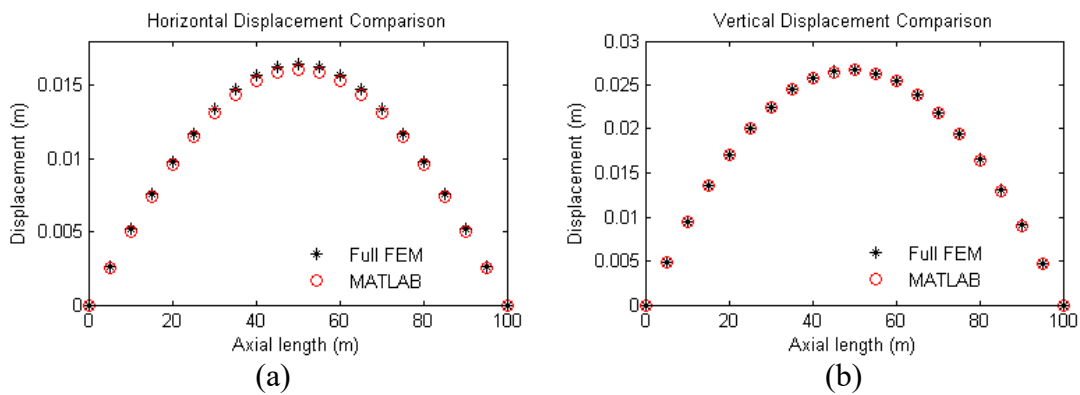 Horizontal Displacement Comparison
Displacement (m)
0.015
0.01
0.005
0
Full FEM
MATLAB
0 20 40 60 80 100
Axial length (m)
(a)
Vertical Displacement Comparison
Displacement (m)
0.03
0.025
0.02
0.015
0.01
0.005
0
Full FEM
MATLAB
0 20 40 60 80 100
Axial length (m)
(b)